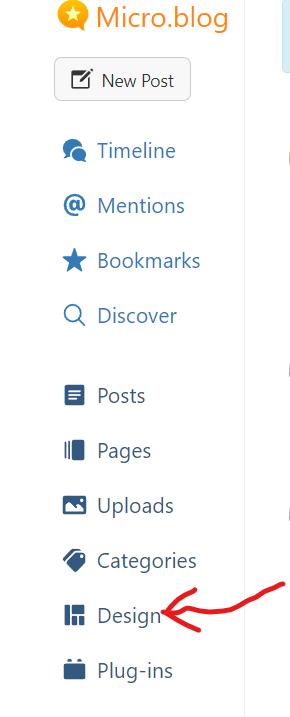 Micro.blog
New Post
Timeline
Mentions
Bookmarks
Discover
Posts
Pages
Uploads
Categories
Design
Plug-ins